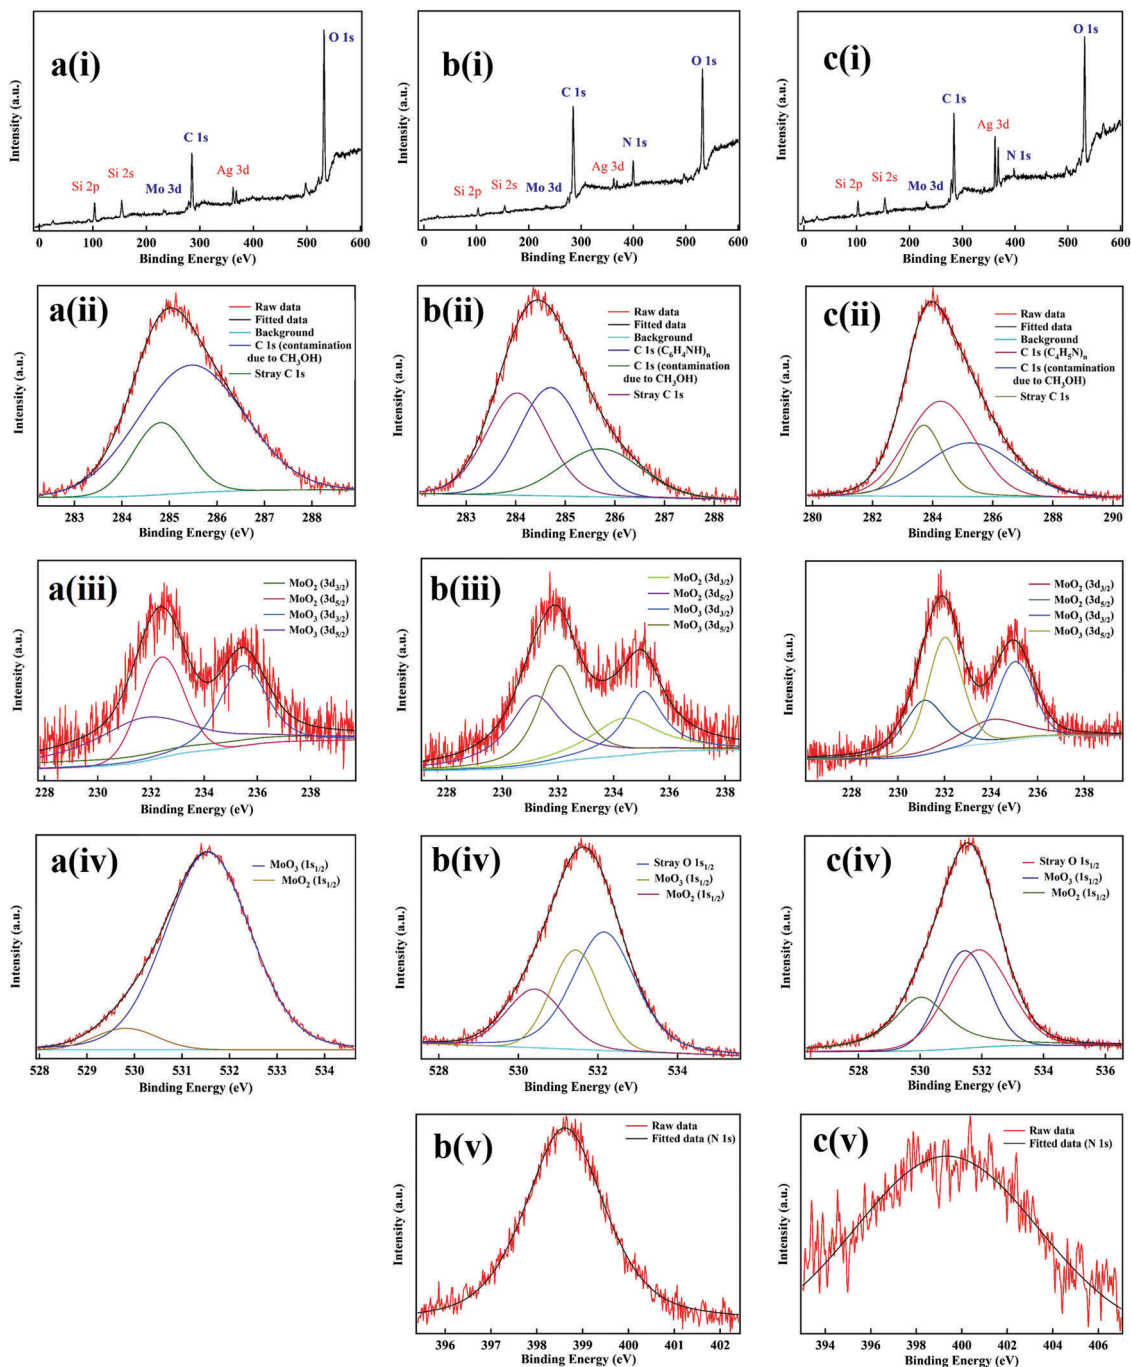 a(i)
O 1s
C 1s
Si 2p
Si 2s
Mo 3d
Ag 3d
Intensity (a.u.)
0 100 200 300 400 500 600
Binding Energy (eV)
b(i)
O 1s
C 1s
N 1s
Ag 3d
Si 2p
Si 2s
Mo 3d
Intensity (a.u.)
0 100 200 300 400 500 600
Binding Energy (eV)
c(i)
O 1s
C 1s
Ag 3d
N 1s
Si 2p
Si 2s
Mo 3d
Intensity (a.u.)
0 100 200 300 400 500 600
Binding Energy (eV)
a(ii)
Raw data
Fitted data
Background
C 1s (contamination
due to CH₃OH)
Stray C 1s
Intensity (a.u.)
283 284 285 286 287 288
Binding Energy (eV)
b(ii)
Raw data
Fitted data
Background
C 1s (C₆H₄NH)ₙ
C 1s (contamination
due to CH₃OH)
Stray C 1s
Intensity (a.u.)
283 284 285 286 287 288
Binding Energy (eV)
c(ii)
Raw data
Fitted data
Background
C 1s (C₄H₅N)ₙ
C 1s (contamination
due to CH₃OH)
Stray C 1s
Intensity (a.u.)
280 282 284 286 288 290
Binding Energy (eV)
a(iii)
MoO₂ (3d₃/₂)
MoO₂ (3d₅/₂)
MoO₃ (3d₃/₂)
MoO₃ (3d₅/₂)
Intensity (a.u.)
228 230 232 234 236 238
Binding Energy (eV)
b(iii)
MoO₂ (3d₃/₂)
MoO₂ (3d₅/₂)
MoO₃ (3d₃/₂)
MoO₃ (3d₅/₂)
Intensity (a.u.)
228 230 232 234 236 238
Binding Energy (eV)
MoO₂ (3d₃/₂)
MoO₂ (3d₅/₂)
MoO₃ (3d₃/₂)
MoO₃ (3d₅/₂)
Intensity (a.u.)
226 228 230 232 234 236 238
Binding Energy (eV)
a(iv)
MoO₃ (1s₁/₂)
MoO₂ (1s₁/₂)
Intensity (a.u.)
528 529 530 531 532 533 534
Binding Energy (eV)
b(iv)
Stray O 1s₁/₂
MoO₃ (1s₁/₂)
MoO₂ (1s₁/₂)
Intensity (a.u.)
528 530 532 534
Binding Energy (eV)
c(iv)
Stray O 1s₁/₂
MoO₃ (1s₁/₂)
MoO₂ (1s₁/₂)
Intensity (a.u.)
528 530 532 534 536
Binding Energy (eV)
b(v)
Raw data
Fitted data (N 1s)
Intensity (a.u.)
396 397 398 399 400 401 402
Binding Energy (eV)
c(v)
Raw data
Fitted data (N 1s)
Intensity (a.u.)
394 396 398 400 402 404 406
Binding Energy (eV)